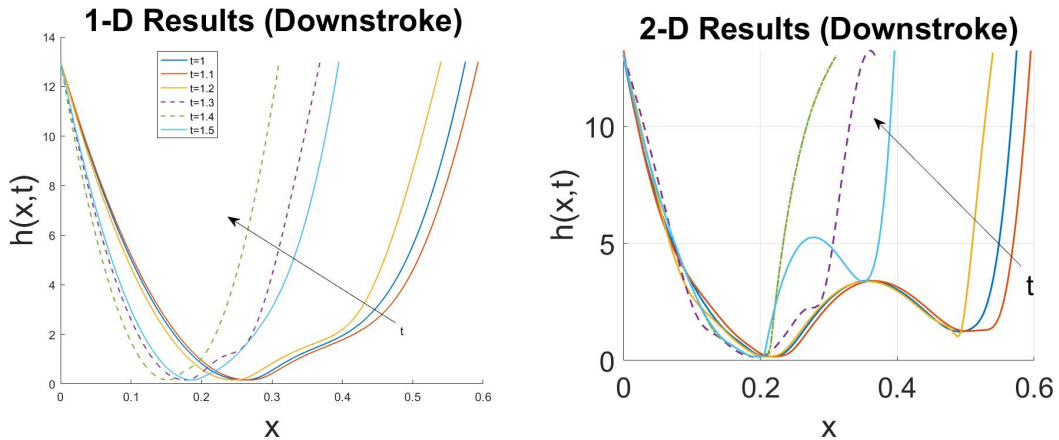 1-D Results (Downstroke)
14
12
10
8
6
4
2
0
h(x,t)
t=1
t=1.1
t=1.2
t=1.3
t=1.4
t=1.5
t
0 0.1 0.2 0.3 0.4 0.5 0.6
x
2-D Results (Downstroke)
10
5
0
h(x,t)
t
0 0.2 0.4 0.6
x